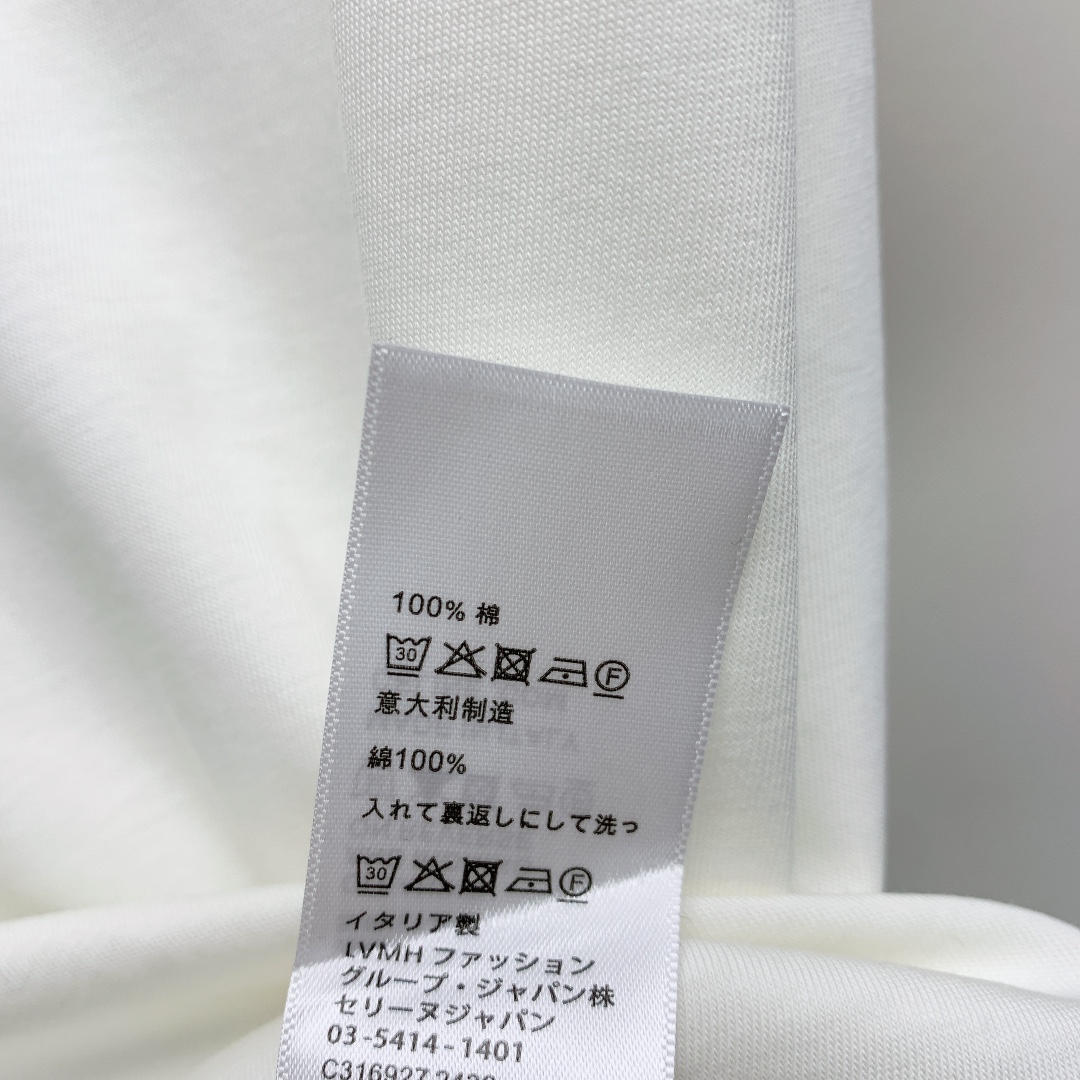 100% 棉
30 F
意大利制造
綿100%
入れて裏返しにして洗っ
30 F
イタリア製
LVMH ファッション
グループ・ジャパン株
セリーヌジャパン
03-5414-1401